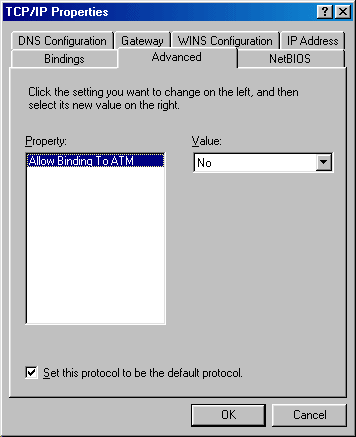 TCP/IP Properties
DNS Configuration Gateway WINS Configuration IP Address
Bindings Advanced NetBIOS
Click the setting you want to change on the left, and then
select its new value on the right.
Property: Value:
Allow Binding To ATM No
Set this protocol to be the default protocol.
OK Cancel